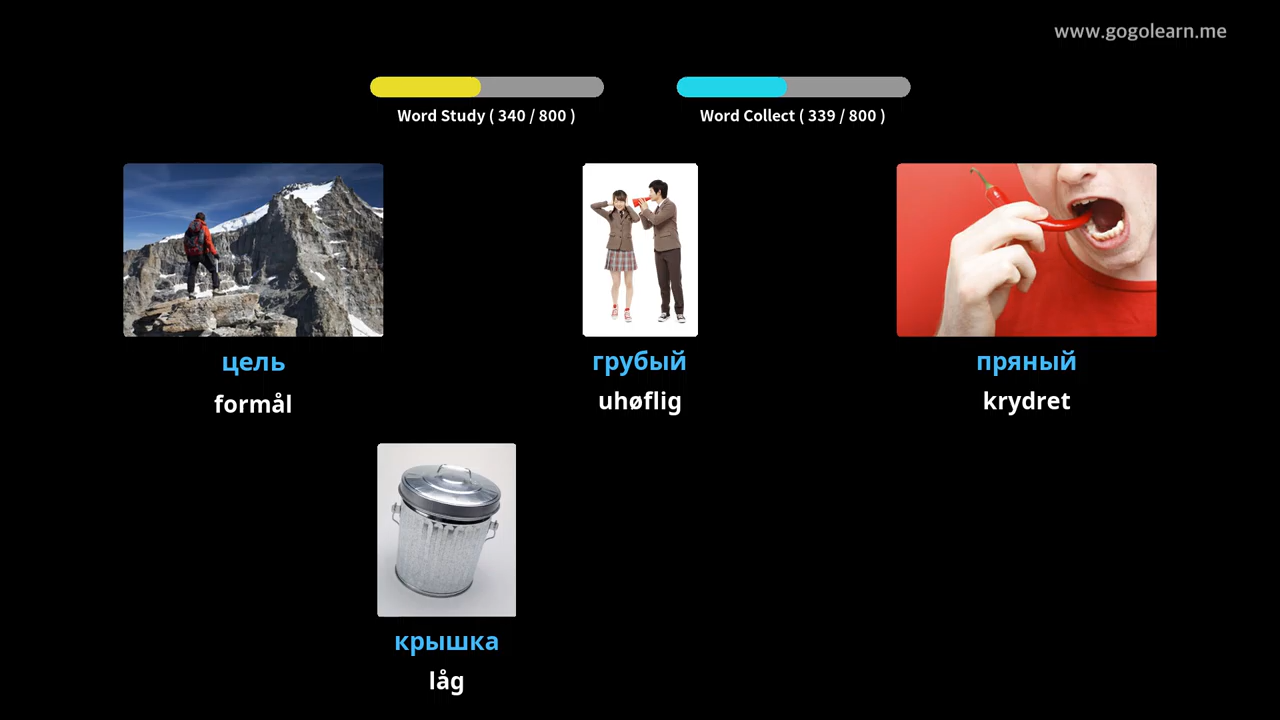 www.gogolearn.me
Word Study ( 340 / 800 )
Word Collect ( 339 / 800 )
цель
formål
грубый
uhøflig
пряный
krydret
крышка
låg